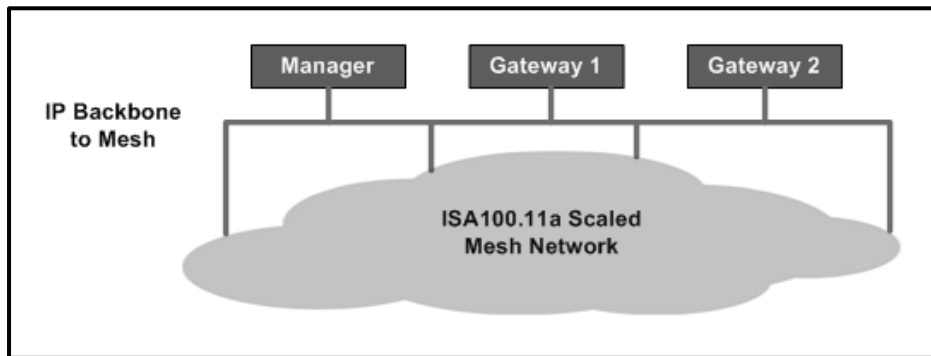 Manager
Gateway 1
Gateway 2
IP Backbone
to Mesh
ISA100.11a Scaled
Mesh Network